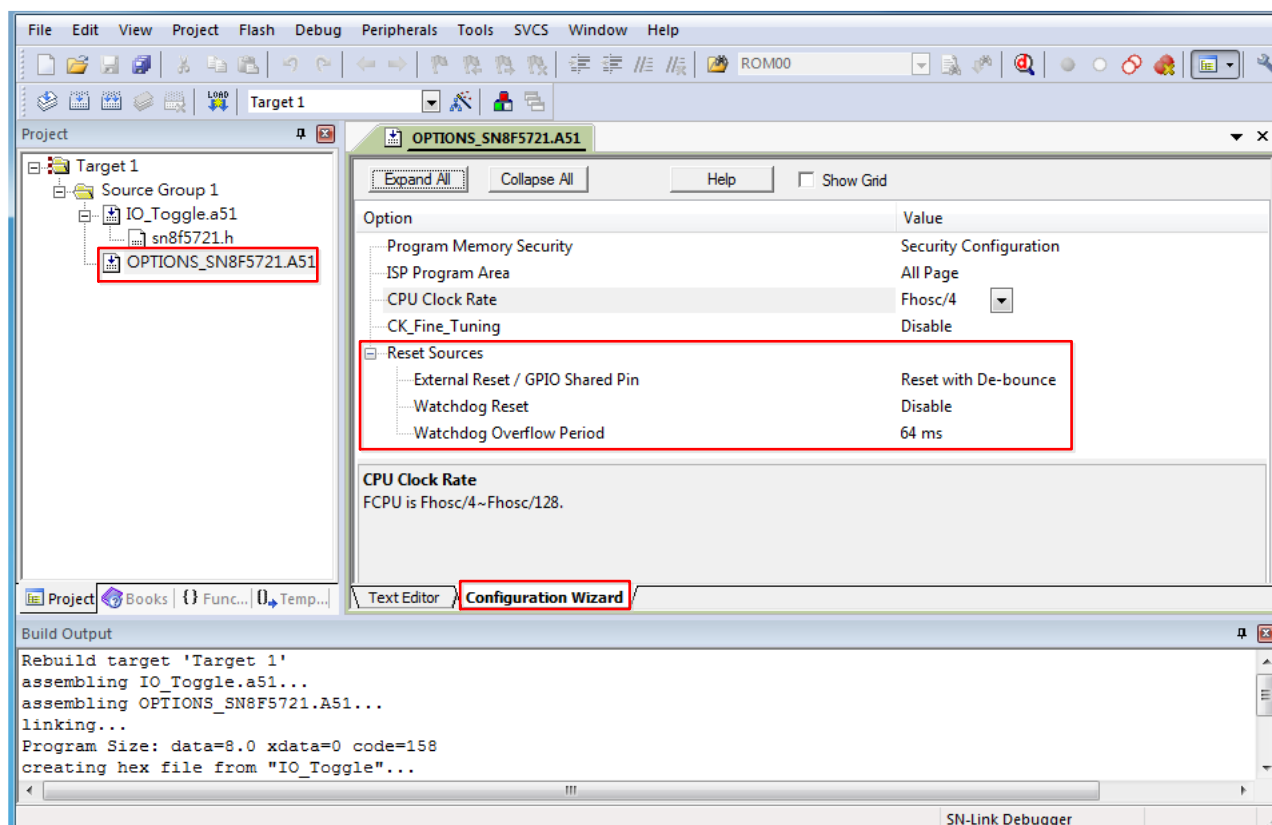 File Edit View Project Flash Debug Peripherals Tools SVCS Window Help
ROM00
LOAD Target 1
Project
OPTIONS_SN8F5721.A51
Target 1
Source Group 1
IO_Toggle.a51
sn8f5721.h
OPTIONS_SN8F5721.A51
Expand All Collapse All Help Show Grid
Option Value
Program Memory Security Security Configuration
ISP Program Area All Page
CPU Clock Rate Fhosc/4
CK_Fine_Tuning Disable
Reset Sources
External Reset / GPIO Shared Pin Reset with De-bounce
Watchdog Reset Disable
Watchdog Overflow Period 64 ms
CPU Clock Rate
FCPU is Fhosc/4~Fhosc/128.
Project Books {} Func... 0 Temp...
Text Editor Configuration Wizard
Build Output
Rebuild target 'Target 1'
assembling IO_Toggle.a51...
assembling OPTIONS_SN8F5721.A51...
linking...
Program Size: data=8.0 xdata=0 code=158
creating hex file from "IO_Toggle"...
SN-Link Debugger